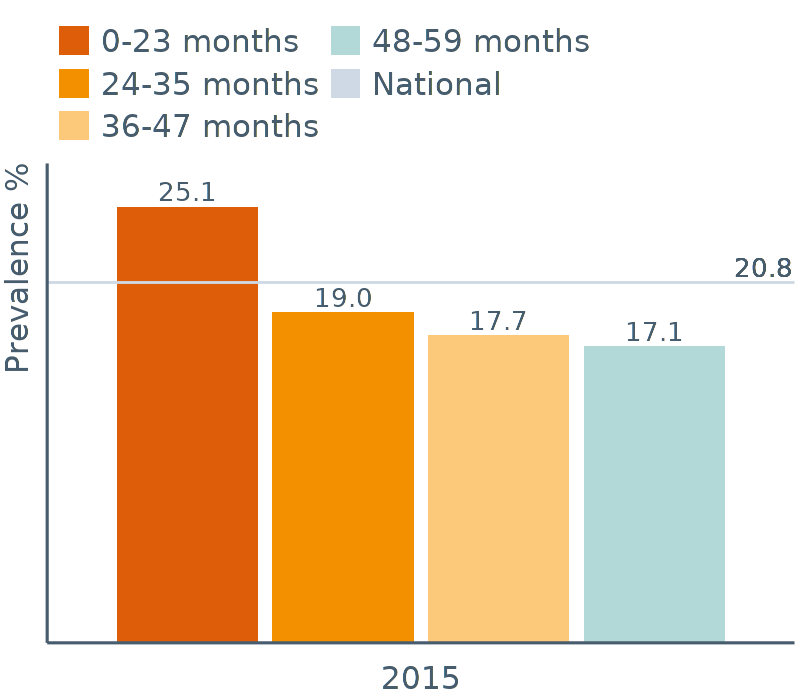 0-23 months
24-35 months
36-47 months
48-59 months
National
Prevalence %
25.1
19.0
17.7
17.1
20.8
2015